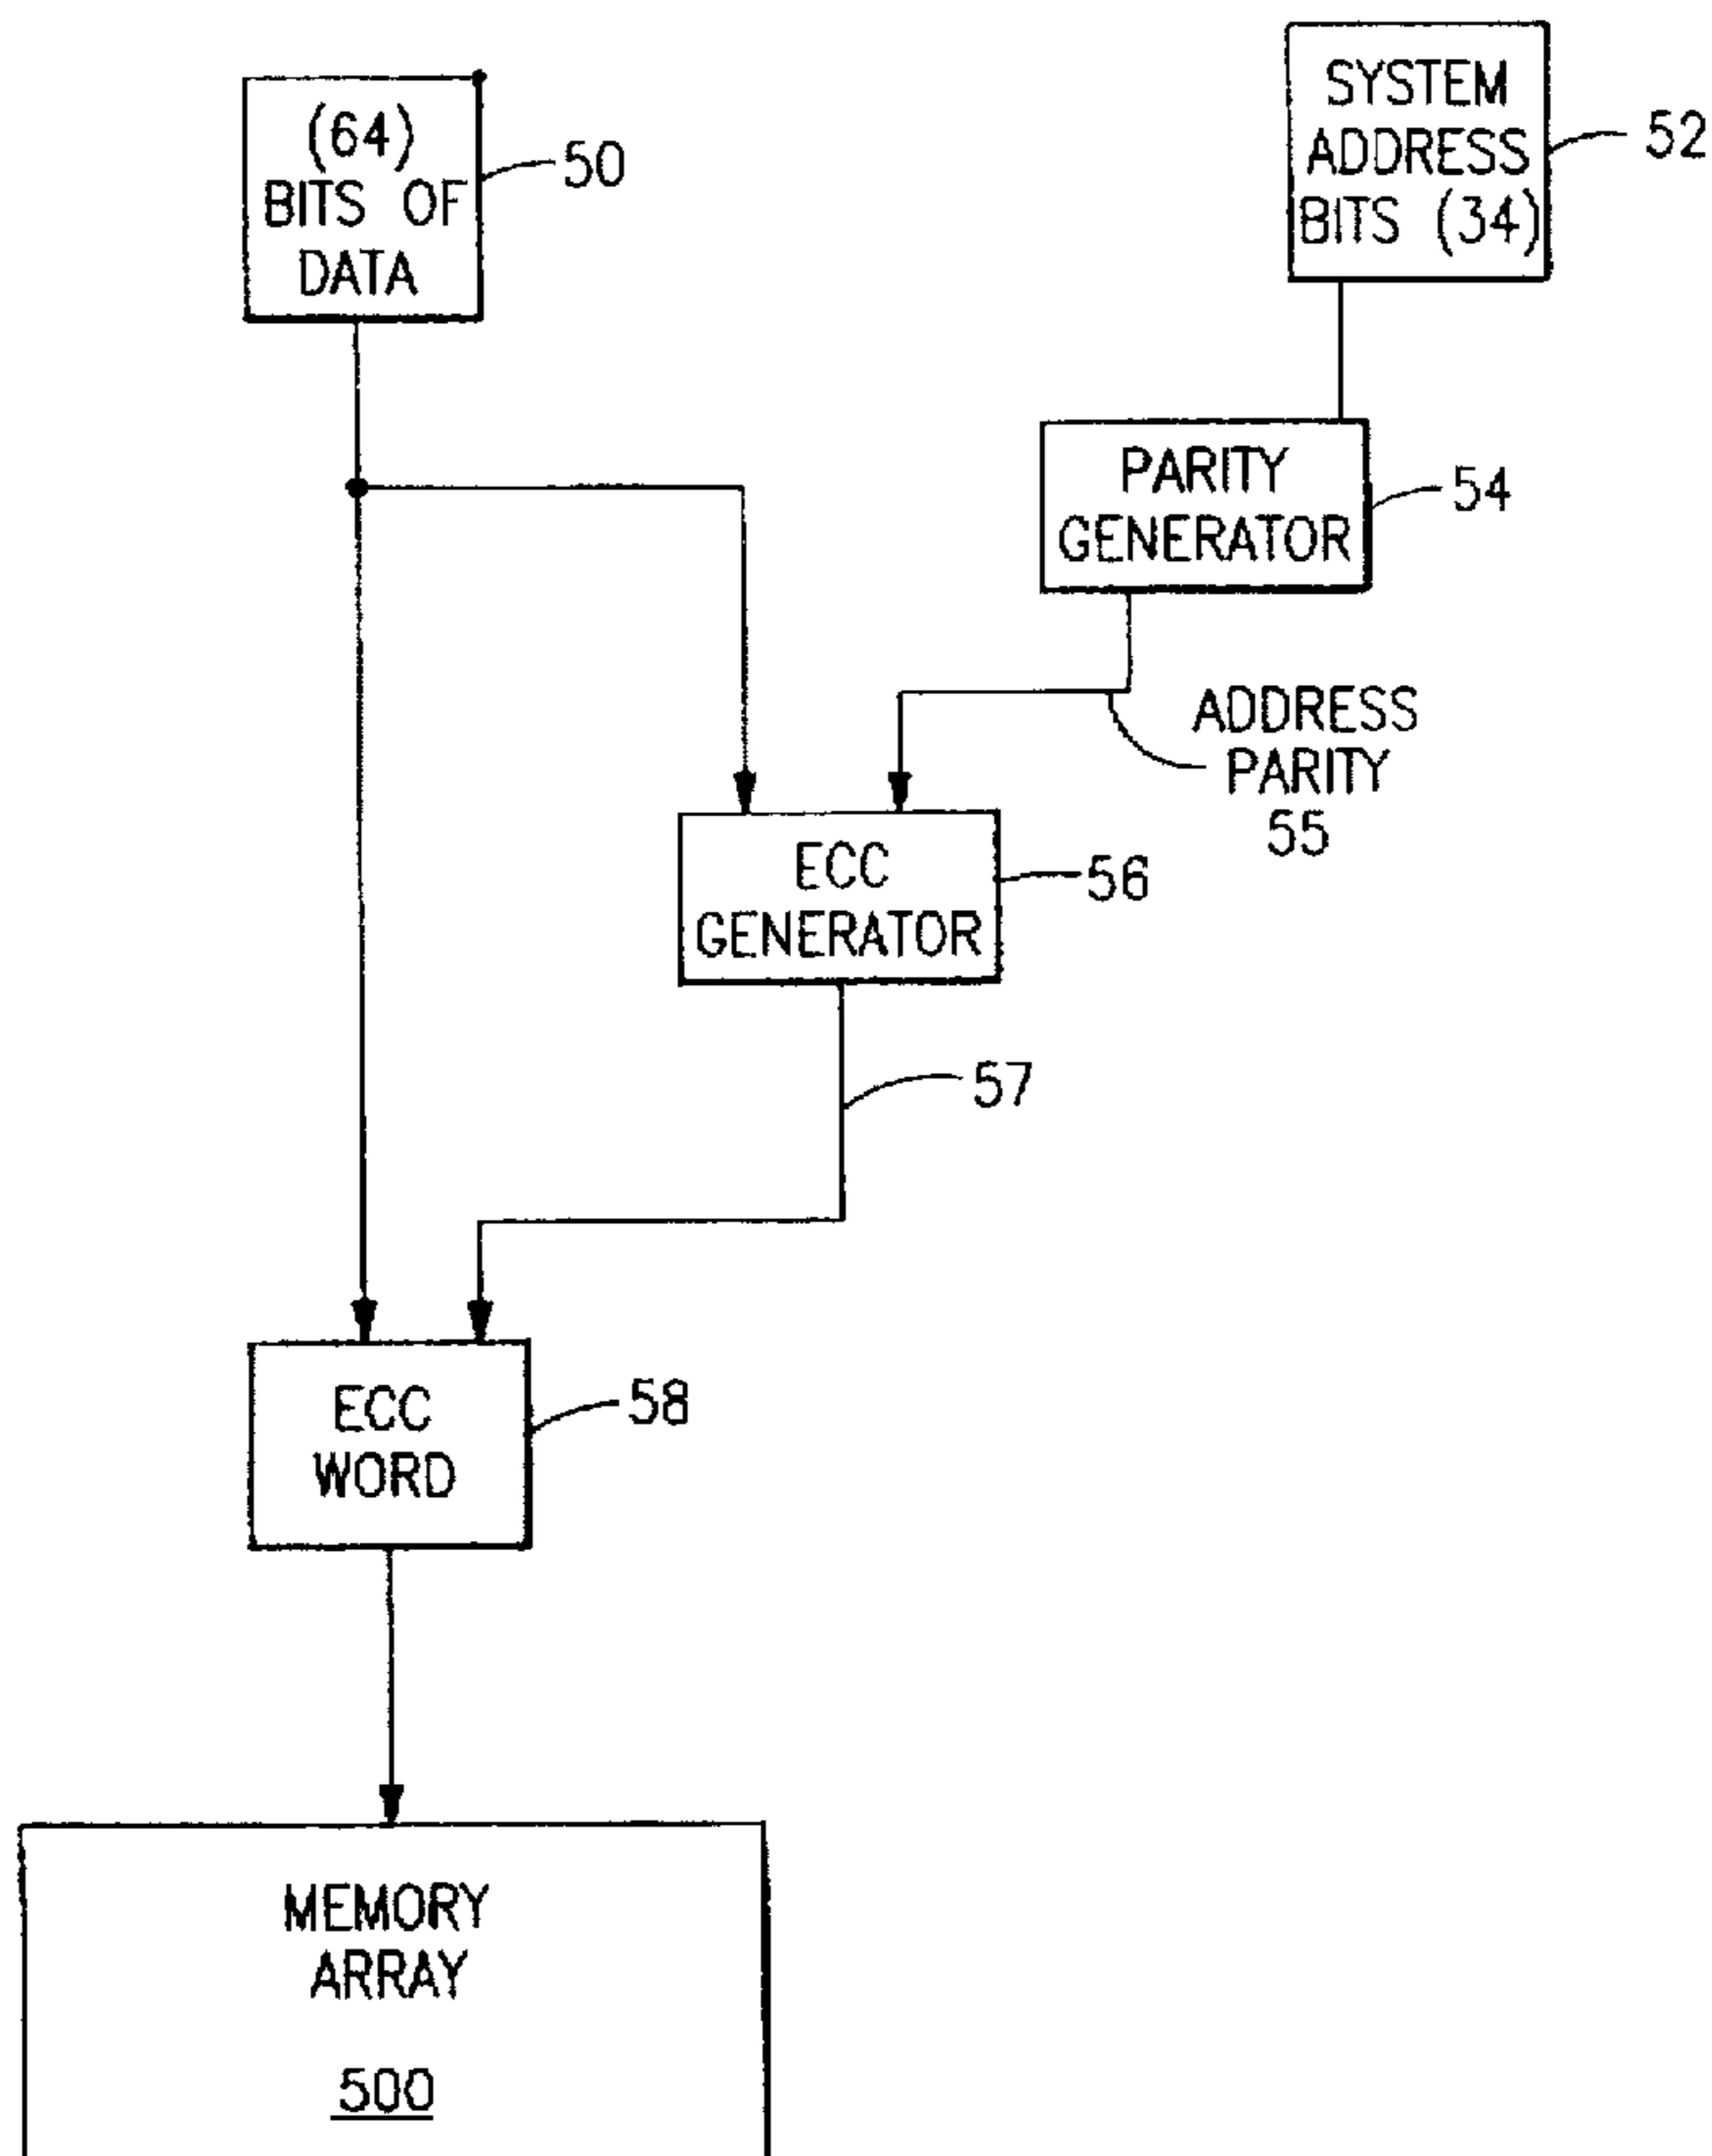 (64)
BITS OF
DATA
50
SYSTEM
ADDRESS
BITS (34)
52
PARITY
GENERATOR
54
ADDRESS
PARITY
55
ECC
GENERATOR
56
57
ECC
WORD
58
MEMORY
ARRAY
500